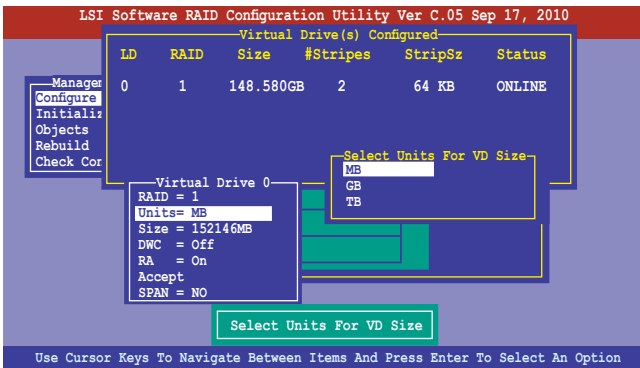 LSI Software RAID Configuration Utility Ver C.05 Sep 17, 2010
Virtual Drive(s) Configured
LD RAID Size #Stripes StripSz Status
0 1 148.580GB 2 64 KB ONLINE
Managem
Configure
Initializ
Objects
Rebuild
Check Con
Select Units For VD Size
MB
GB
TB
Virtual Drive 0
RAID = 1
Units= MB
Size = 152146MB
DWC = Off
RA = On
Accept
SPAN = NO
Select Units For VD Size
Use Cursor Keys To Navigate Between Items And Press Enter To Select An Option